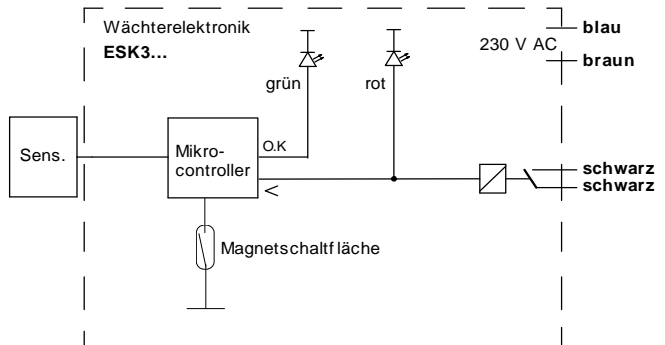 Wächterelektronik
ESK3...
230 V AC
blau
braun
grün
rot
Sens.
Mikro-
controller
O.K
<
schwarz
schwarz
Magnetschaltfläche